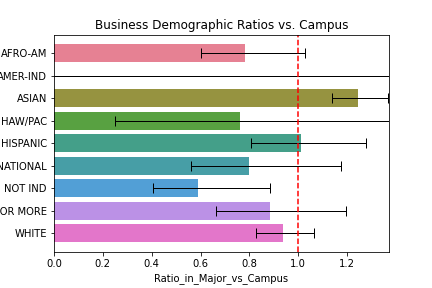 Business Demographic Ratios vs. Campus
AFRO-AM
AMER-IND
ASIAN
HAW/PAC
HISPANIC
NATIONAL
NOT IND
OR MORE
WHITE
0.0 0.2 0.4 0.6 0.8 1.0 1.2
Ratio_in_Major_vs_Campus